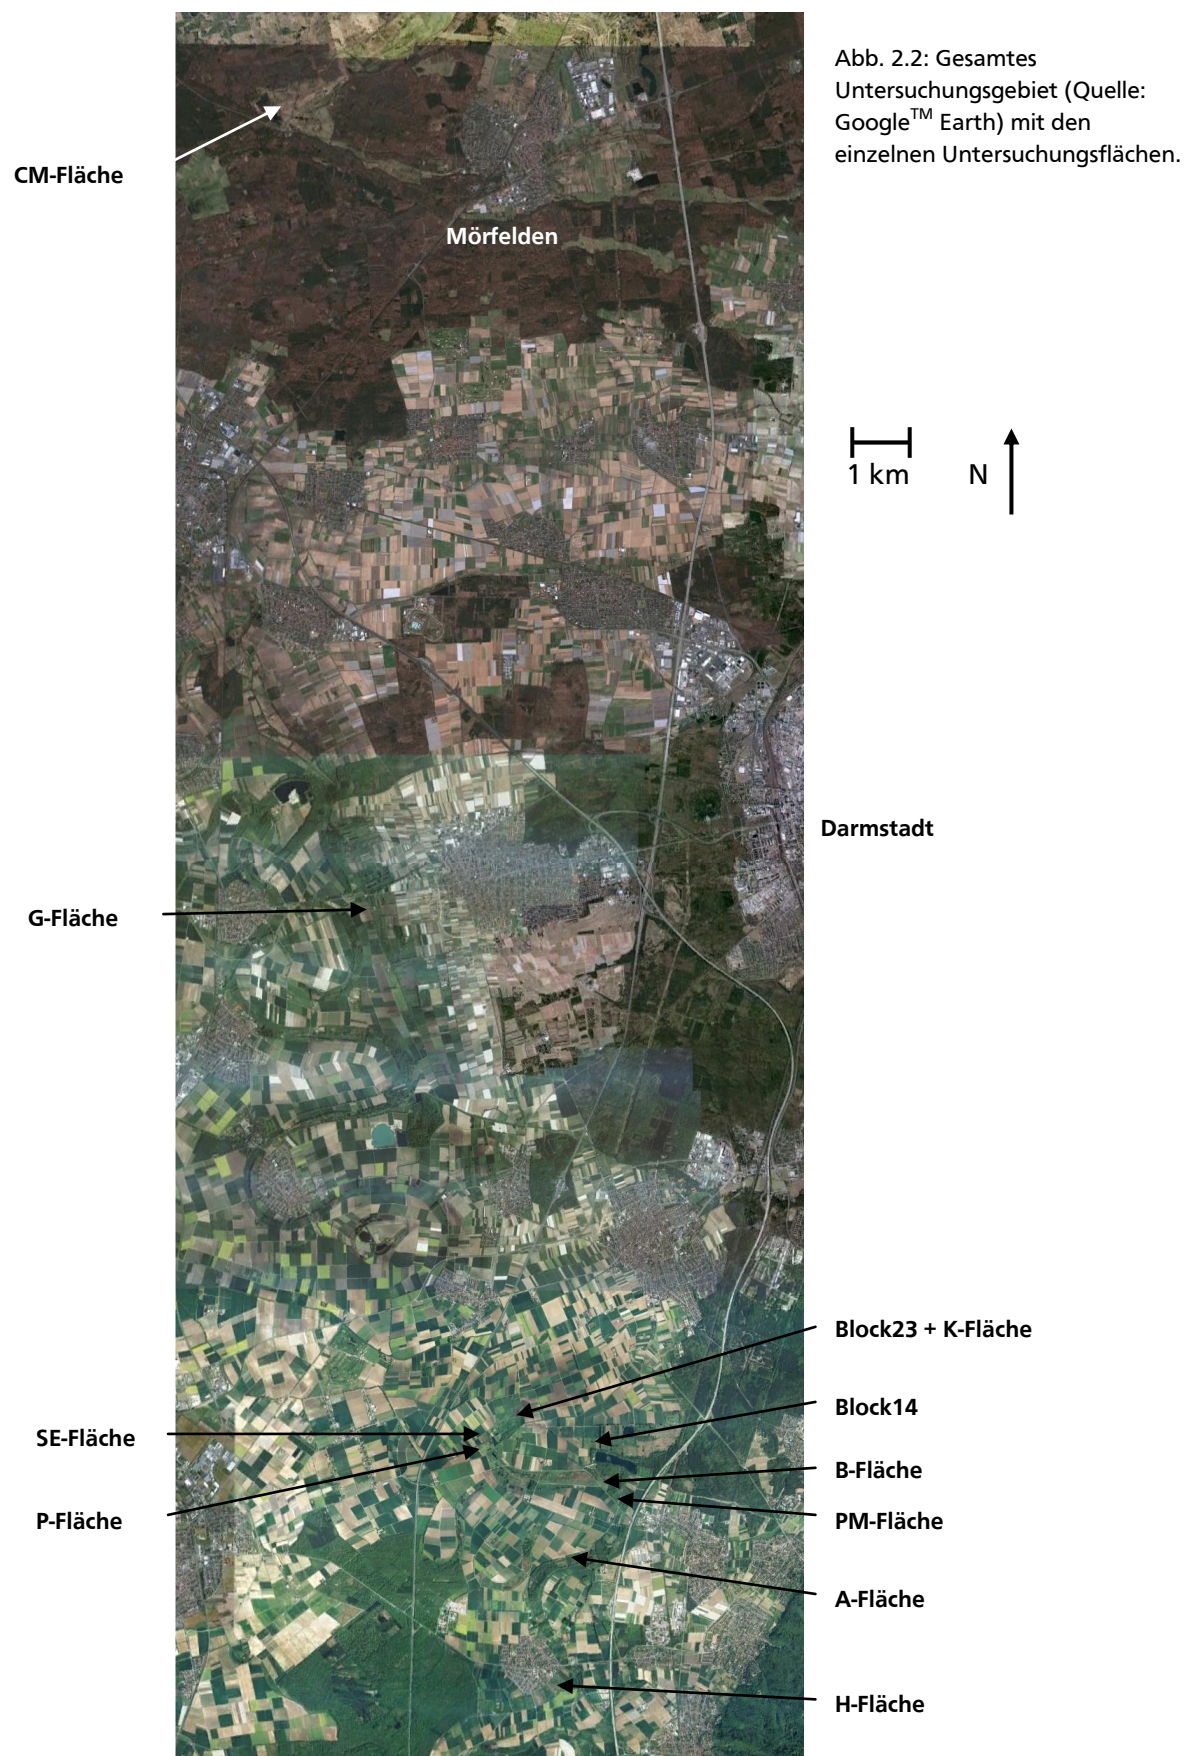 Abb. 2.2: Gesamtes
Untersuchungsgebiet (Quelle:
Google™ Earth) mit den
einzelnen Untersuchungsflächen.
CM-Fläche
Mörfelden
1 km
N
Darmstadt
G-Fläche
Block23 + K-Fläche
Block14
SE-Fläche
B-Fläche
P-Fläche
PM-Fläche
A-Fläche
H-Fläche